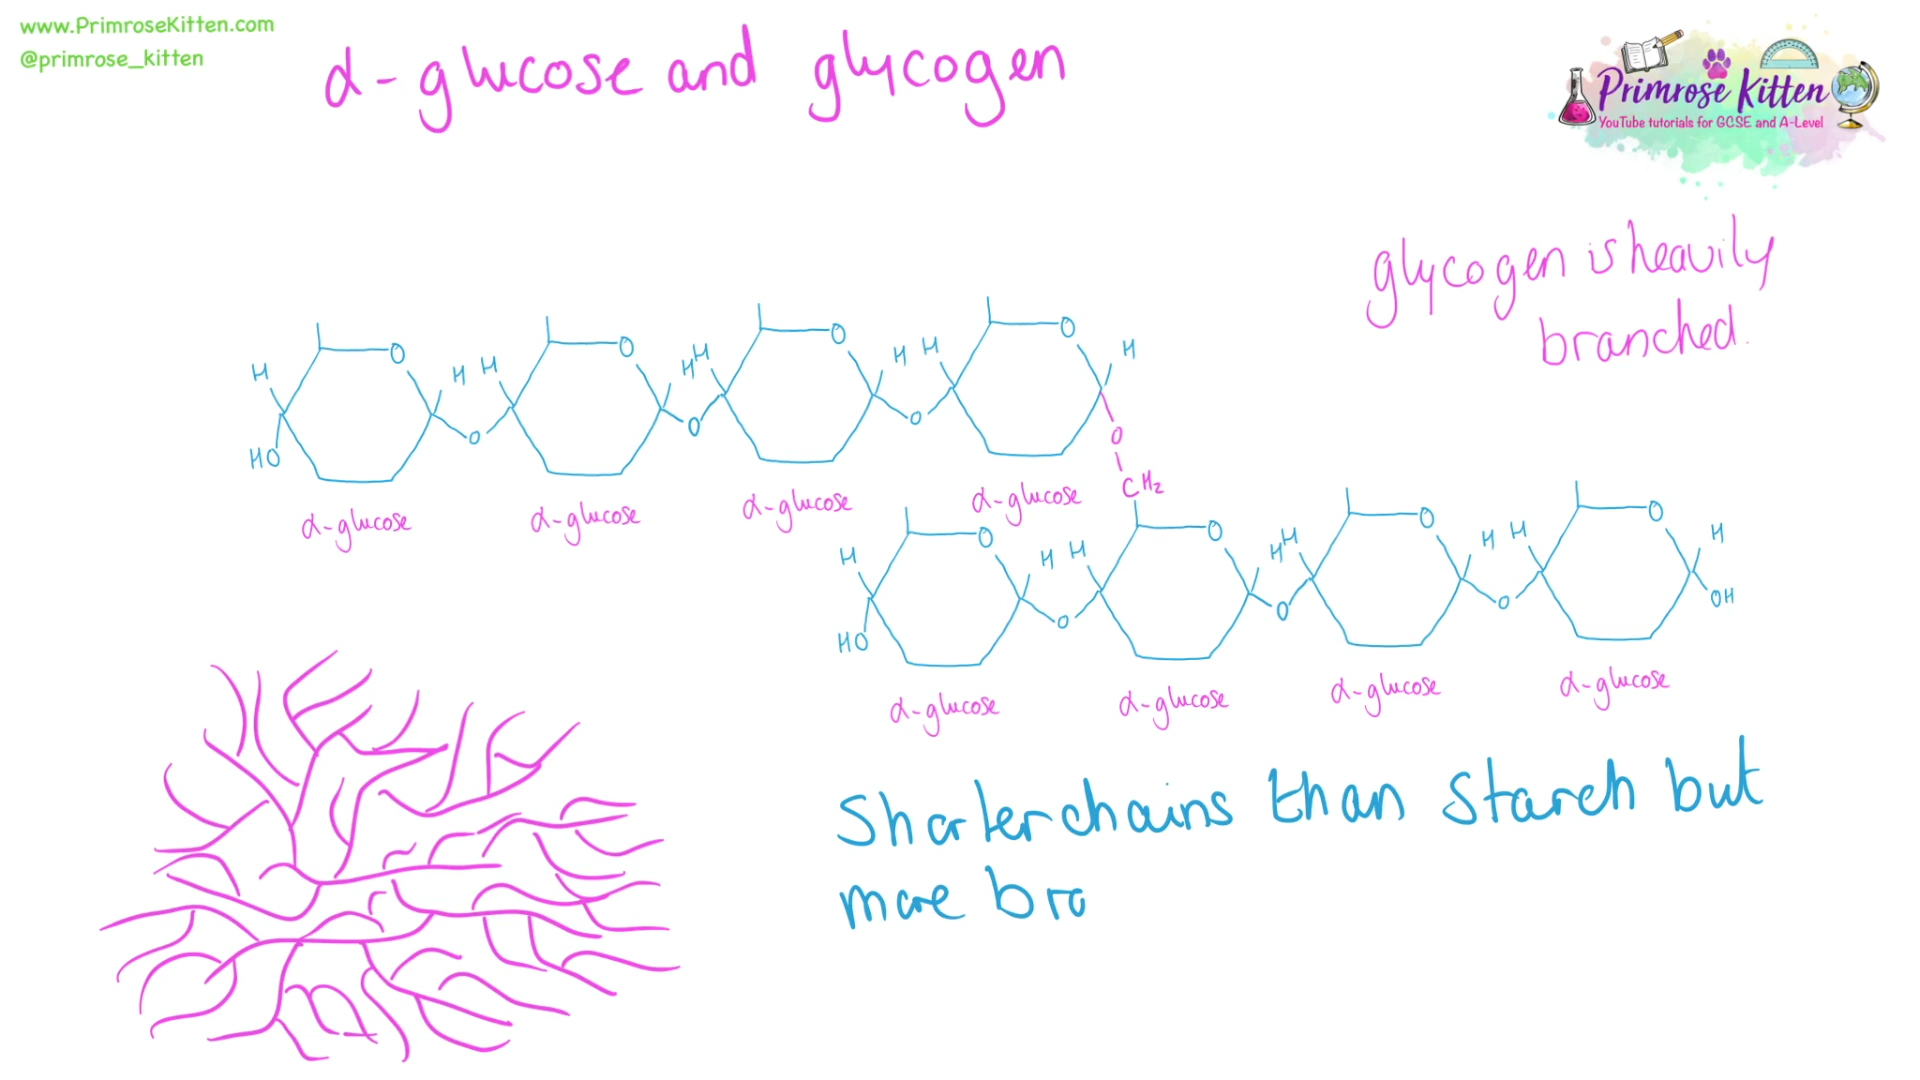 www.PrimroseKitten.com
@primrose_kitten
α-glucose and glycogen
Primrose Kitten
YouTube tutorials for GCSE and A-Level
glycogen is heavily
branched.
O O O O
H H H H H H H H
O O O O
HO
CH₂
α-glucose α-glucose α-glucose α-glucose
O O O O
H H H H H H H H
O O O OH
HO
α-glucose α-glucose α-glucose α-glucose
Shorter chains than starch but
more bra